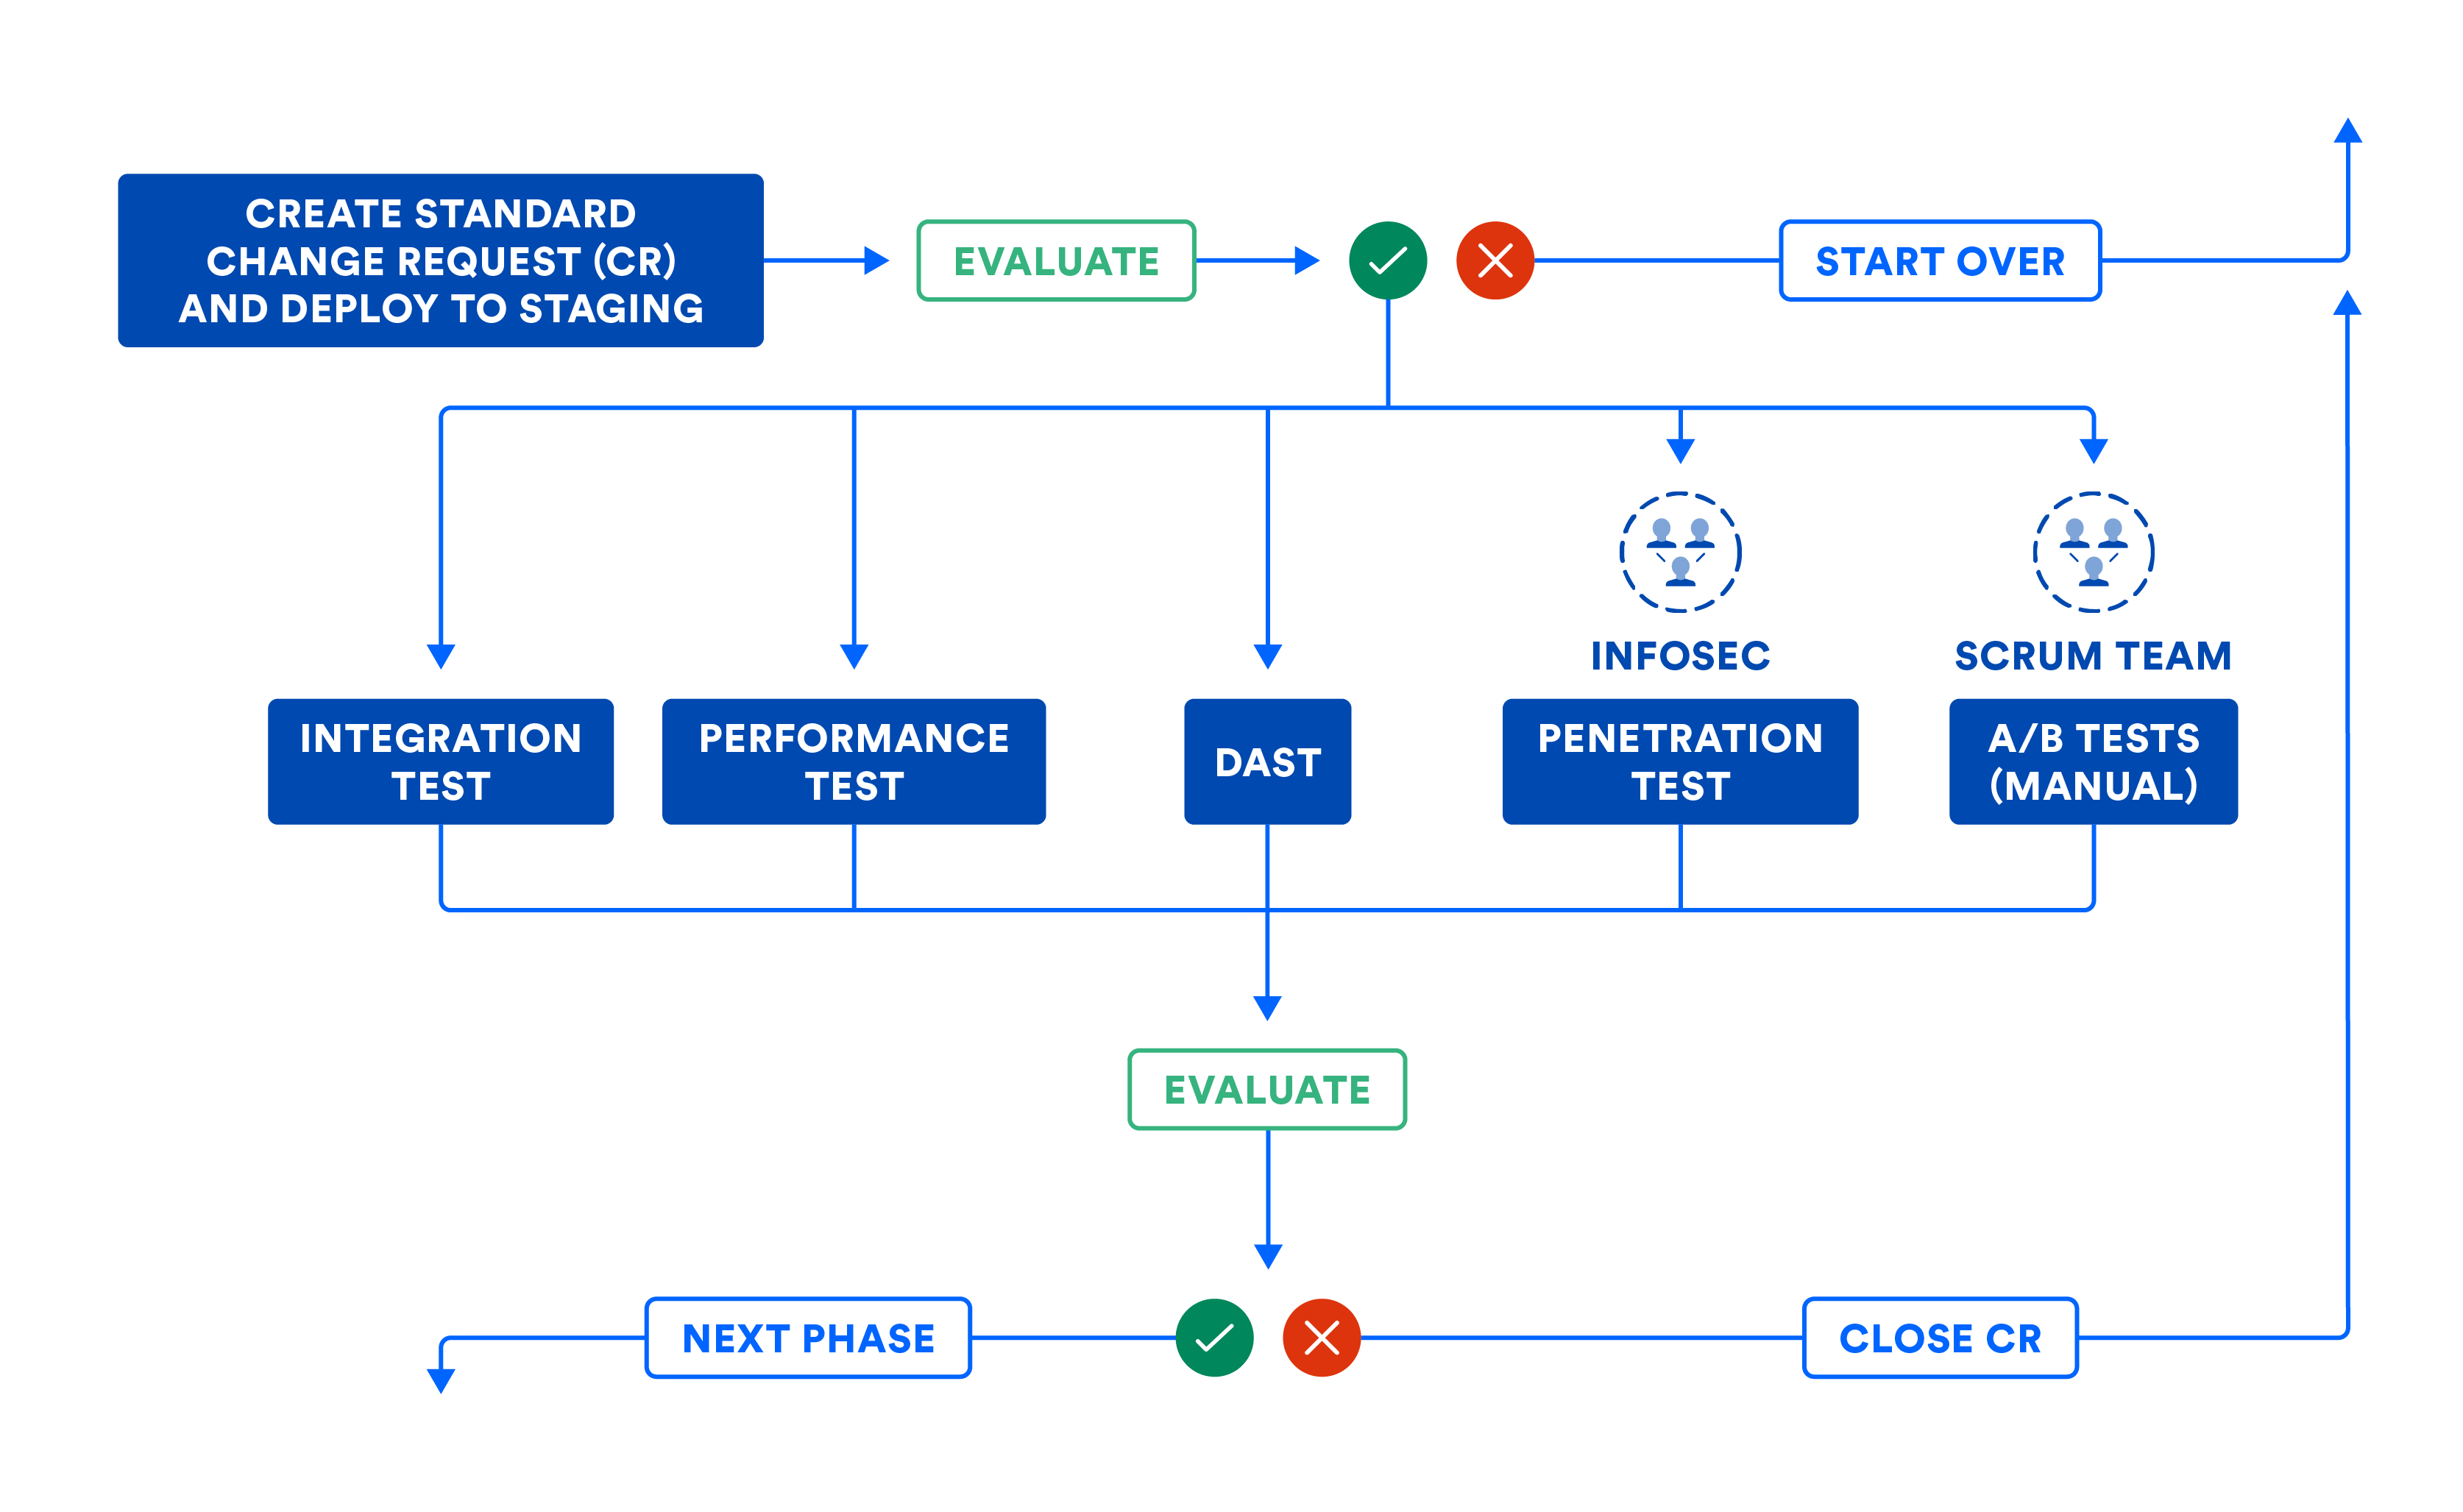 CREATE STANDARD
CHANGE REQUEST (CR)
AND DEPLOY TO STAGING
EVALUATE
START OVER
INFOSEC
SCRUM TEAM
INTEGRATION
TEST
PERFORMANCE
TEST
DAST
PENETRATION
TEST
A/B TESTS
(MANUAL)
EVALUATE
NEXT PHASE
CLOSE CR